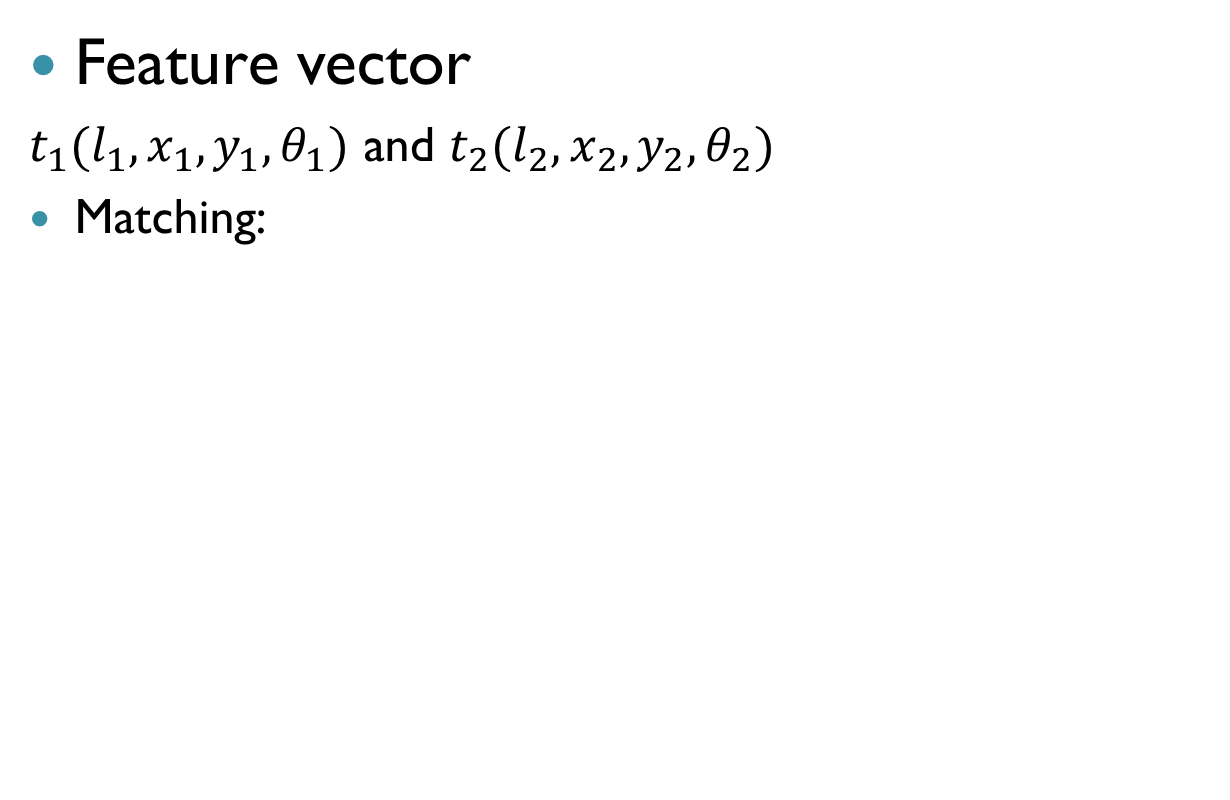 • Feature vector
𝑡₁(𝑙₁, 𝑥₁, 𝑦₁, 𝜃₁) and 𝑡₂(𝑙₂, 𝑥₂, 𝑦₂, 𝜃₂)
• Matching: